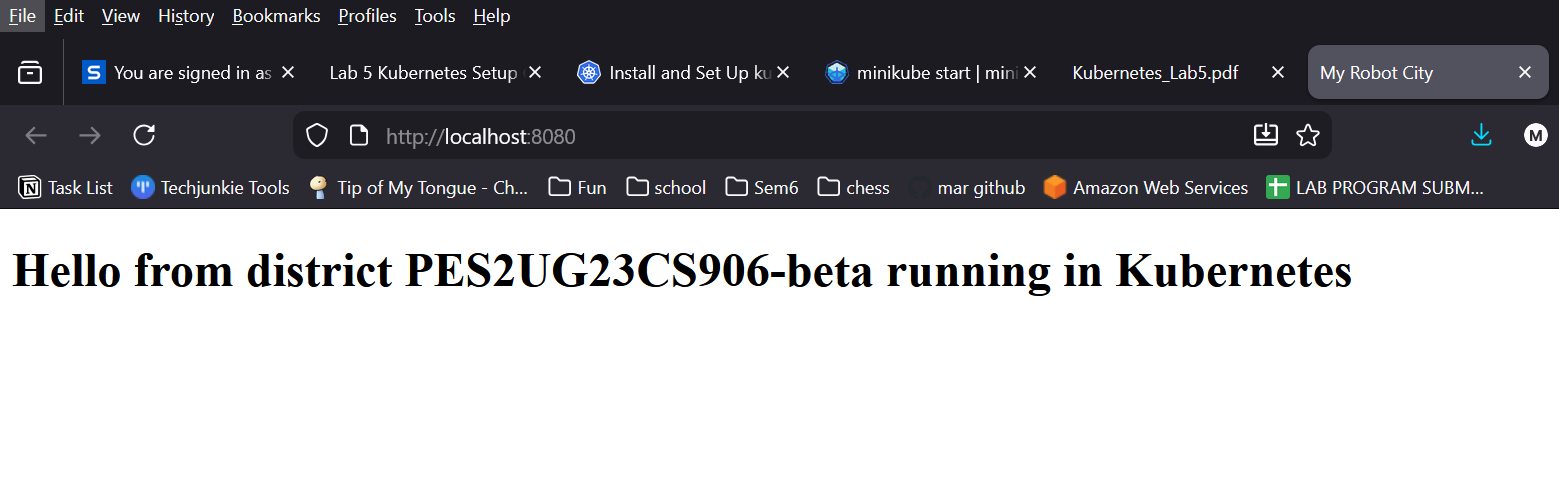 File Edit View History Bookmarks Profiles Tools Help
S You are signed in as Lab 5 Kubernetes Setup Install and Set Up ku minikube start | mini Kubernetes_Lab5.pdf My Robot City
http://localhost:8080 M
N Task List Techjunkie Tools Tip of My Tongue - Ch... Fun school Sem6 chess mar github Amazon Web Services LAB PROGRAM SUBM...
Hello from district PES2UG23CS906-beta running in Kubernetes